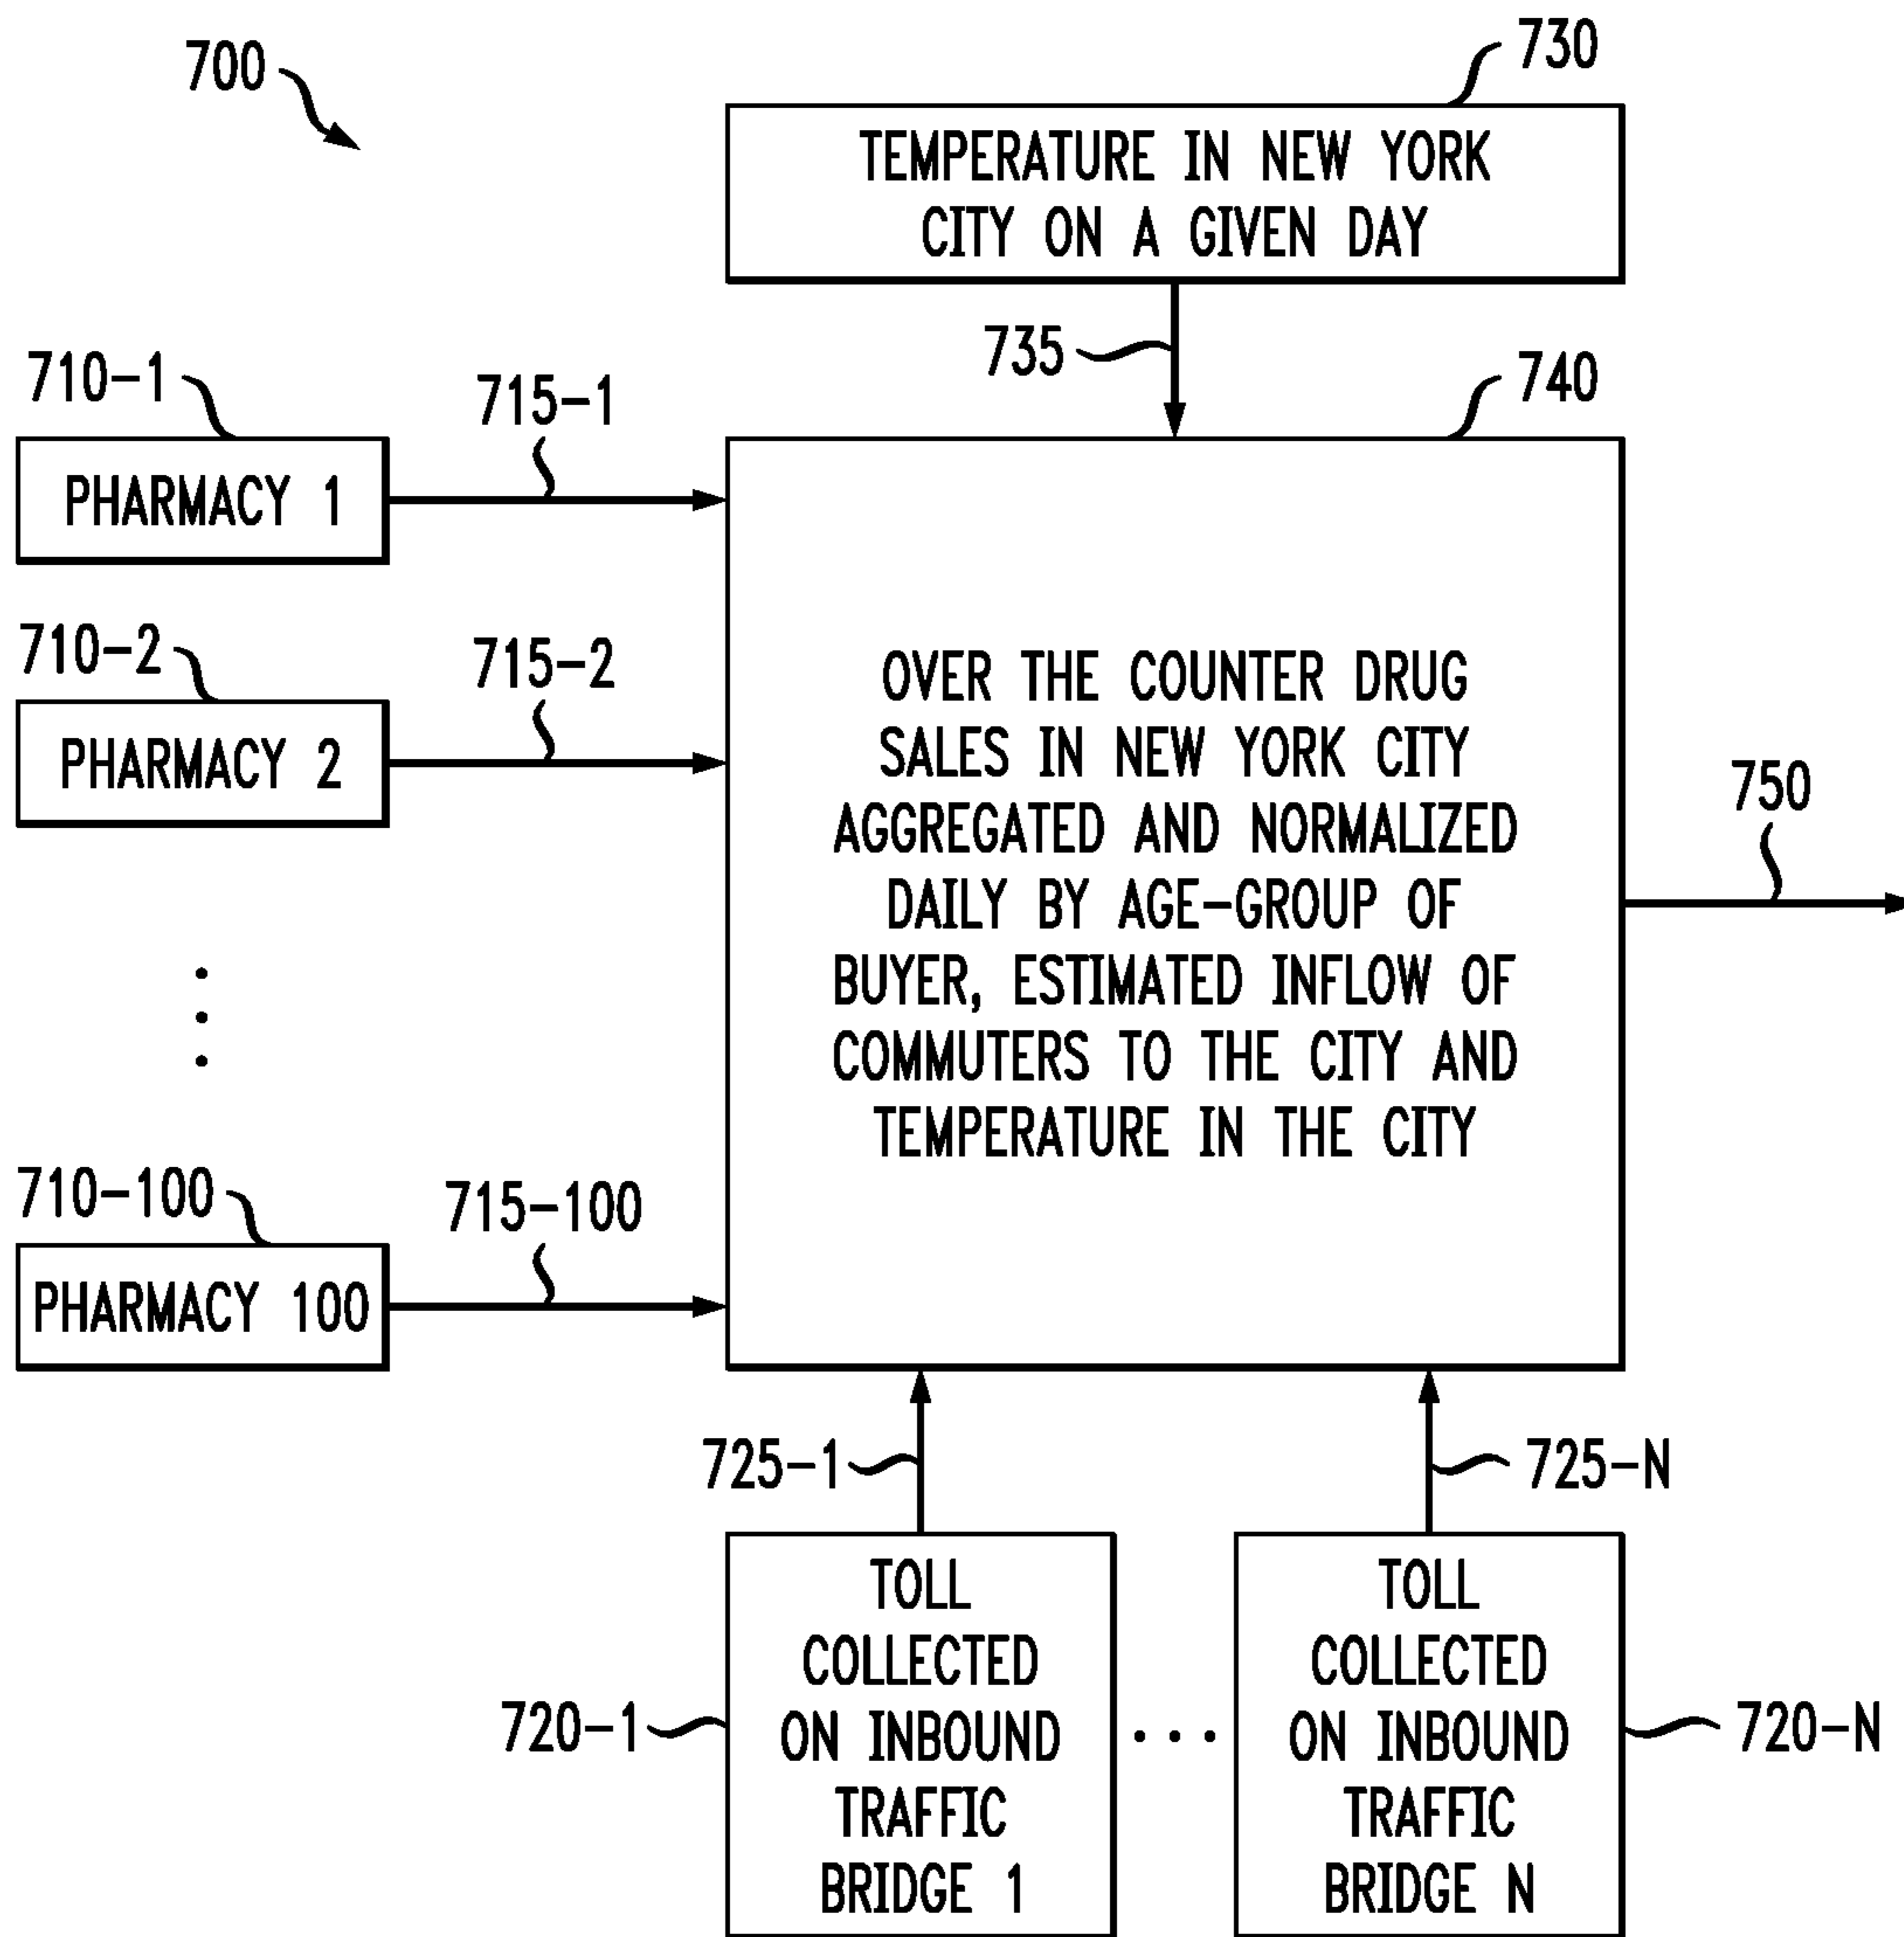 700
730
TEMPERATURE IN NEW YORK
CITY ON A GIVEN DAY
735
740
710-1
715-1
PHARMACY 1
710-2
715-2
PHARMACY 2
OVER THE COUNTER DRUG
SALES IN NEW YORK CITY
AGGREGATED AND NORMALIZED
DAILY BY AGE-GROUP OF
BUYER, ESTIMATED INFLOW OF
COMMUTERS TO THE CITY AND
TEMPERATURE IN THE CITY
750
710-100
715-100
PHARMACY 100
725-1
725-N
TOLL
COLLECTED
ON INBOUND
TRAFFIC
BRIDGE 1
720-1
TOLL
COLLECTED
ON INBOUND
TRAFFIC
BRIDGE N
720-N